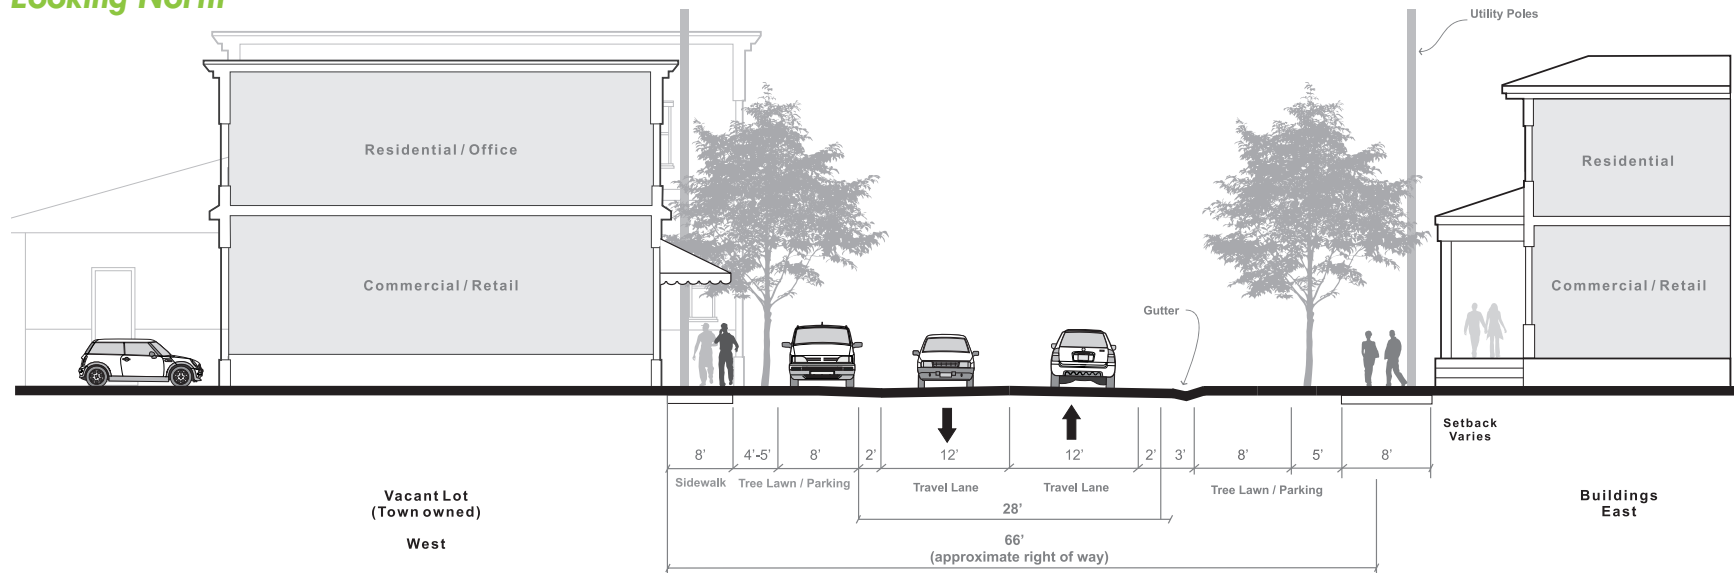 Looking North
Utility Poles
Residential / Office
Residential
Commercial / Retail
Commercial / Retail
Gutter
Setback
Varies
8' 4'-5' 8' 2' 12' 12' 2' 3' 8' 5' 8'
Sidewalk Tree Lawn / Parking Travel Lane Travel Lane Tree Lawn / Parking
Vacant Lot
(Town owned)
West
28'
Buildings
East
66'
(approximate right of way)